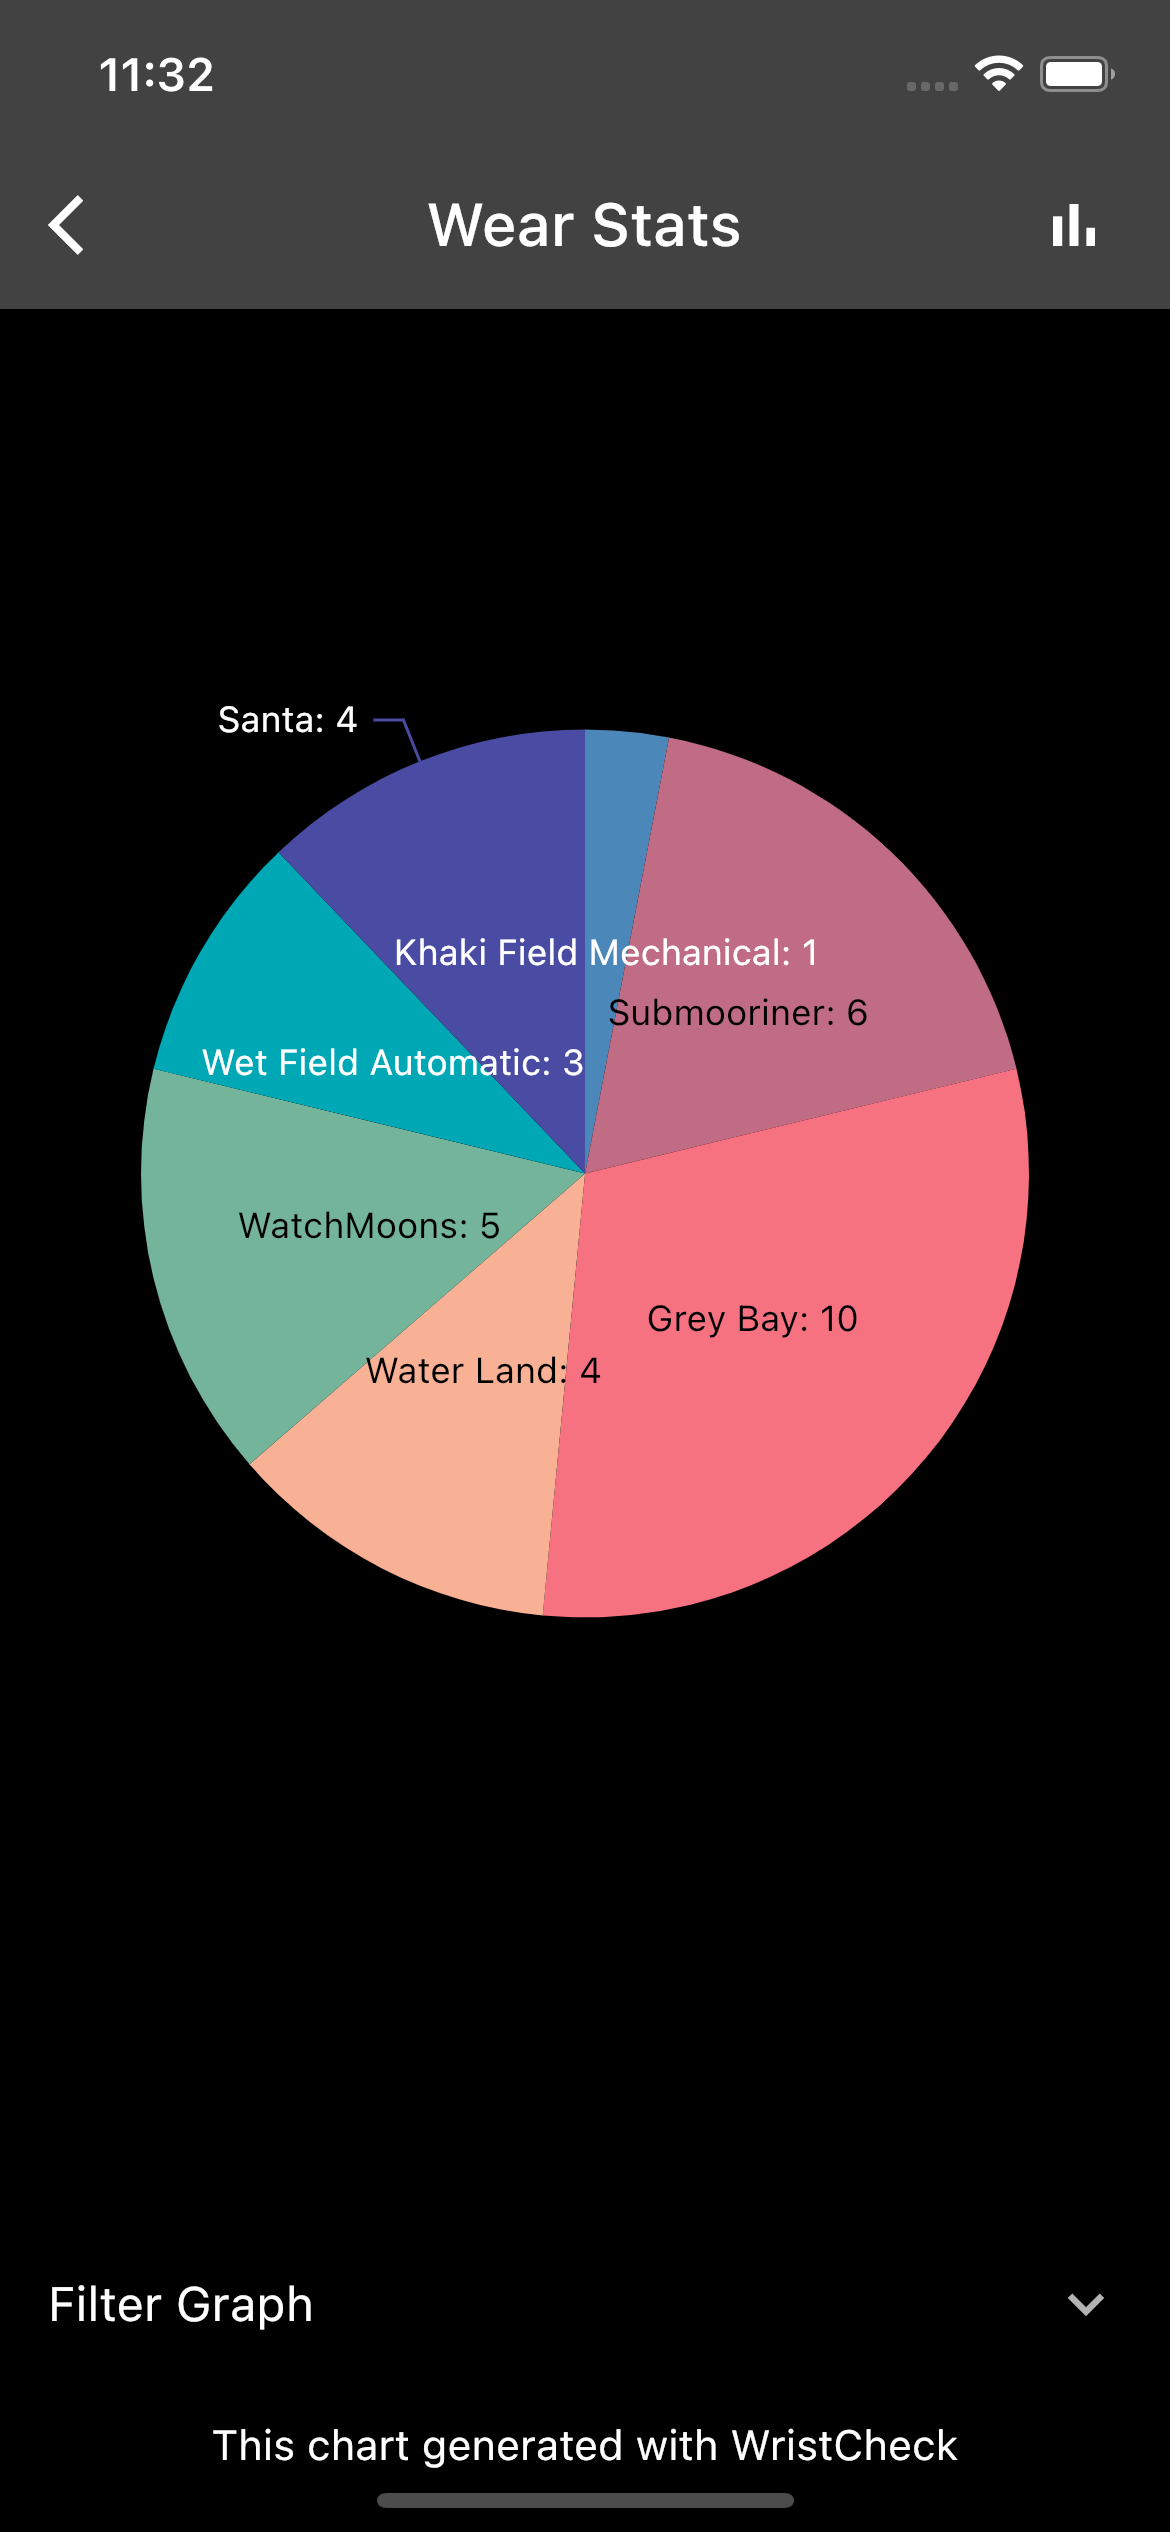 11:32
Wear Stats
Santa: 4
Khaki Field Mechanical: 1
Submooriner: 6
Wet Field Automatic: 3
WatchMoons: 5
Grey Bay: 10
Water Land: 4
Filter Graph
This chart generated with WristCheck